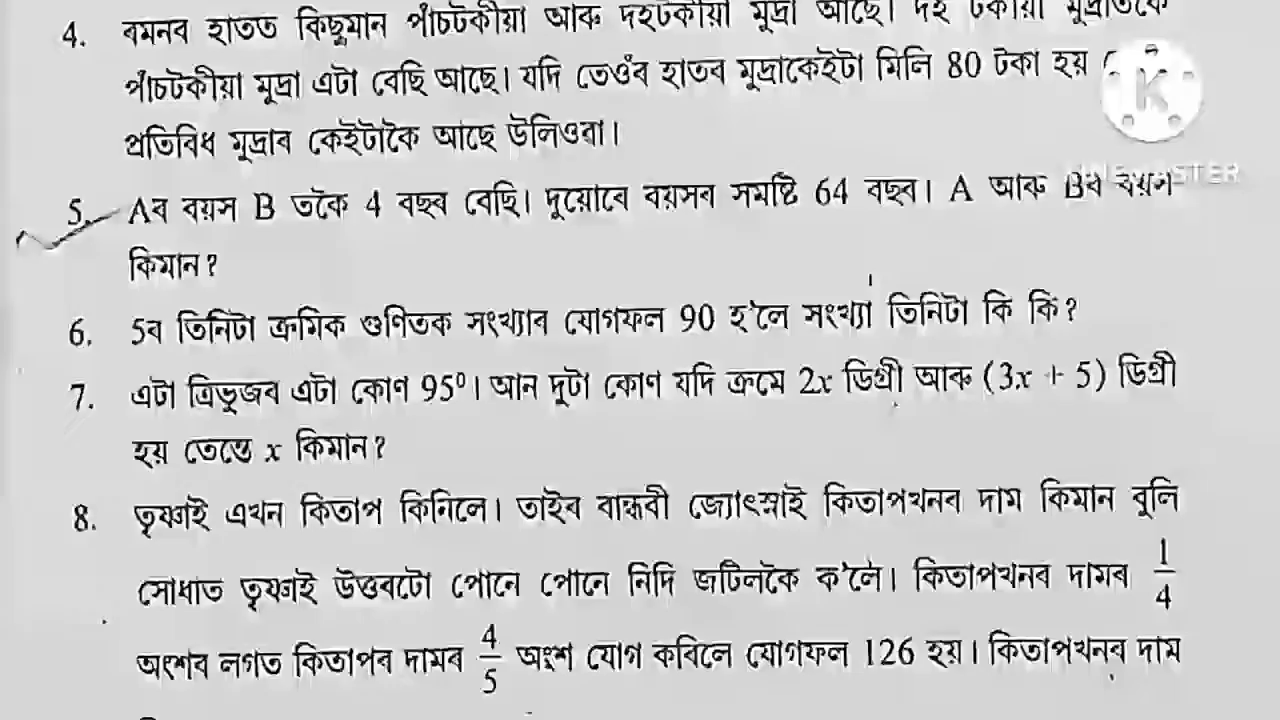 4. ৰমনৰ হাতত কিছুমান পাঁচটকীয়া আৰু দহটকীয়া মুদ্ৰা আছে। দহ টকীয়া মুদ্ৰাতকৈ
পাঁচটকীয়া মুদ্ৰা এটা বেছি আছে। যদি তেওঁৰ হাতৰ মুদ্ৰাকেইটা মিলি 80 টকা হয়
প্ৰতিবিধ মুদ্ৰাৰ কেইটাকৈ আছে উলিওৱা।
5. Aৰ বয়স B তকৈ 4 বছৰ বেছি। দুয়োৰে বয়সৰ সমষ্টি 64 বছৰ। A আৰু Bৰ বয়স
কিমান?
6. 5ৰ তিনিটা ক্ৰমিক গুণিতক সংখ্যাৰ যোগফল 90 হ'লে সংখ্যা তিনিটা কি কি?
7. এটা ত্ৰিভুজৰ এটা কোণ 95⁰। আন দুটা কোণ যদি ক্ৰমে 2x ডিগ্ৰী আৰু (3x + 5) ডিগ্ৰী
হয় তেন্তে x কিমান?
8. তৃষ্ণাই এখন কিতাপ কিনিলে। তাইৰ বান্ধৱী জ্যোৎস্নাই কিতাপখনৰ দাম কিমান বুলি
সোধাত তৃষ্ণাই উত্তৰটো পোনে পোনে নিদি জটিলকৈ ক'লে। কিতাপখনৰ দামৰ 1/4
অংশৰ লগত কিতাপৰ দামৰ 4/5 অংশ যোগ কৰিলে যোগফল 126 হয়। কিতাপখনৰ দাম